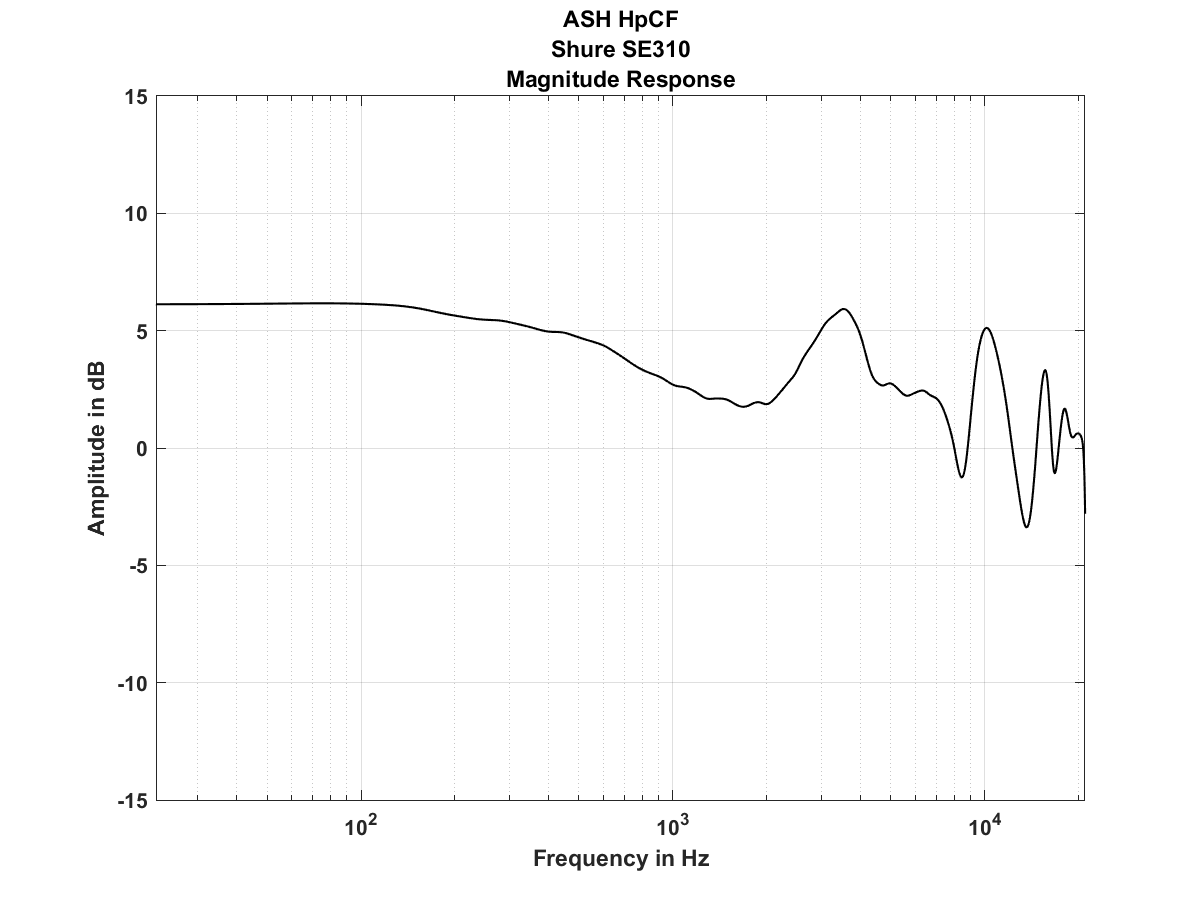 ASH HpCF
Shure SE310
Magnitude Response
15
10
5
0
-5
-10
-15
Amplitude in dB
10²
10³
10⁴
Frequency in Hz